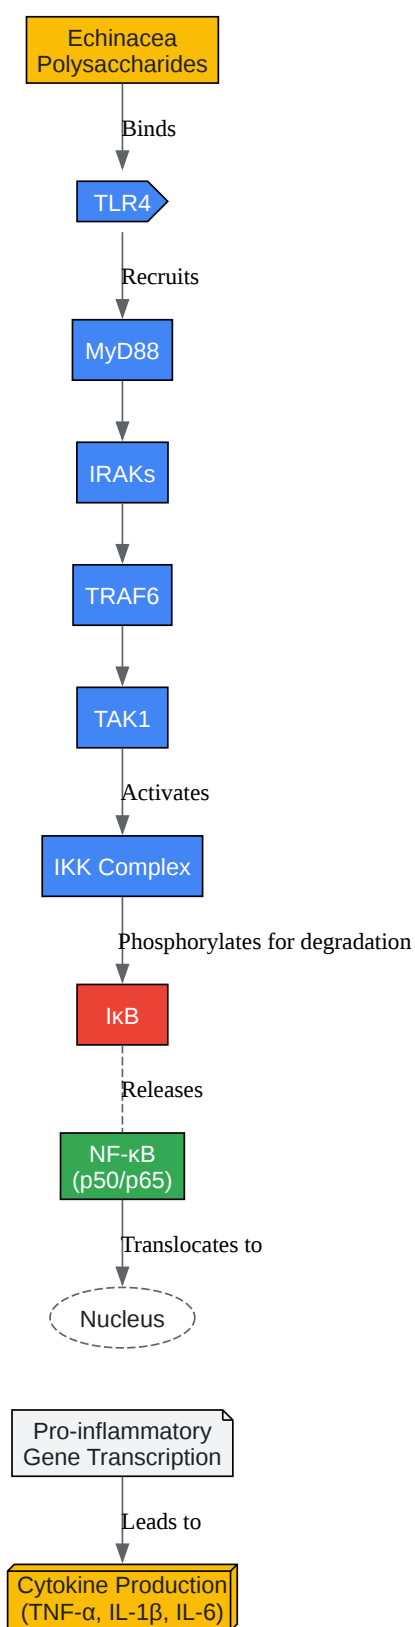 Echinacea
Polysaccharides
Binds
TLR4
Recruits
MyD88
IRAKs
TRAF6
TAK1
Activates
IKK Complex
Phosphorylates for degradation
IκB
Releases
NF-κB
(p50/p65)
Translocates to
Nucleus
Pro-inflammatory
Gene Transcription
Leads to
Cytokine Production
(TNF-α, IL-1β, IL-6)